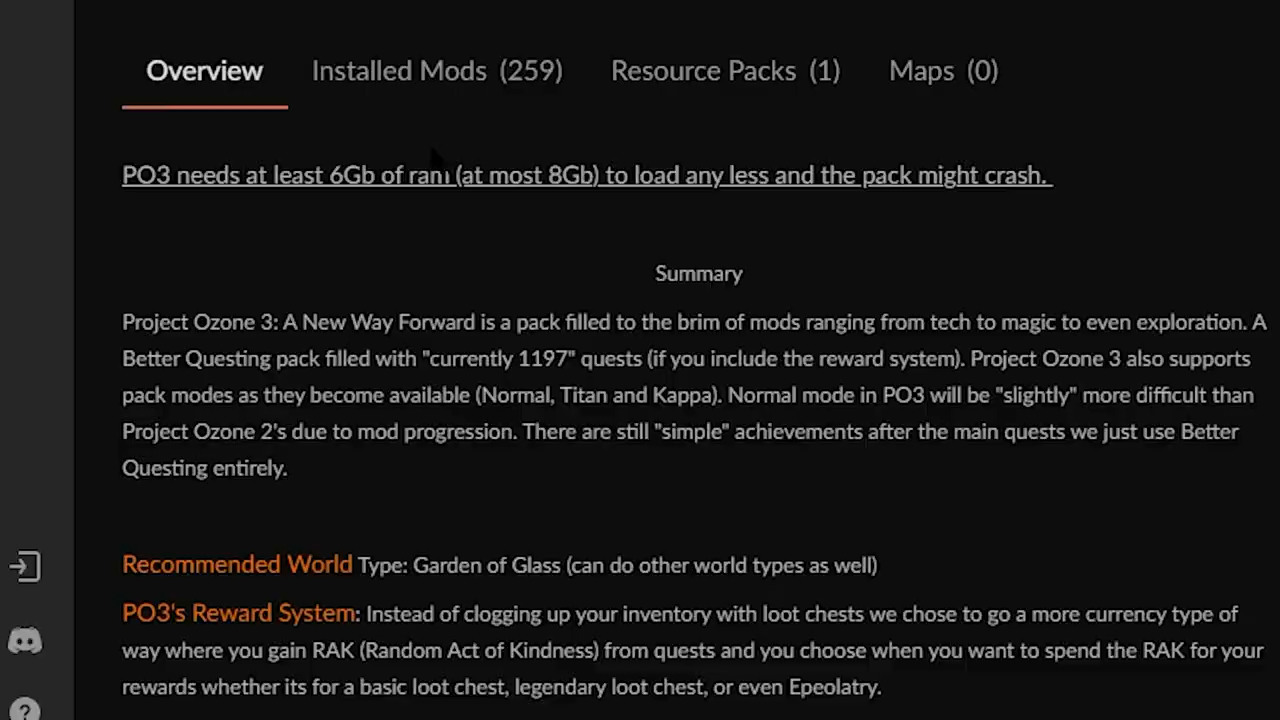 Overview Installed Mods (259) Resource Packs (1) Maps (0)
PO3 needs at least 6Gb of ram (at most 8Gb) to load any less and the pack might crash.
Summary
Project Ozone 3: A New Way Forward is a pack filled to the brim of mods ranging from tech to magic to even exploration. A
Better Questing pack filled with "currently 1197" quests (if you include the reward system). Project Ozone 3 also supports
pack modes as they become available (Normal, Titan and Kappa). Normal mode in PO3 will be "slightly" more difficult than
Project Ozone 2's due to mod progression. There are still "simple" achievements after the main quests we just use Better
Questing entirely.
Recommended World Type: Garden of Glass (can do other world types as well)
PO3's Reward System: Instead of clogging up your inventory with loot chests we chose to go a more currency type of
way where you gain RAK (Random Act of Kindness) from quests and you choose when you want to spend the RAK for your
rewards whether its for a basic loot chest, legendary loot chest, or even Epeolatry.
?